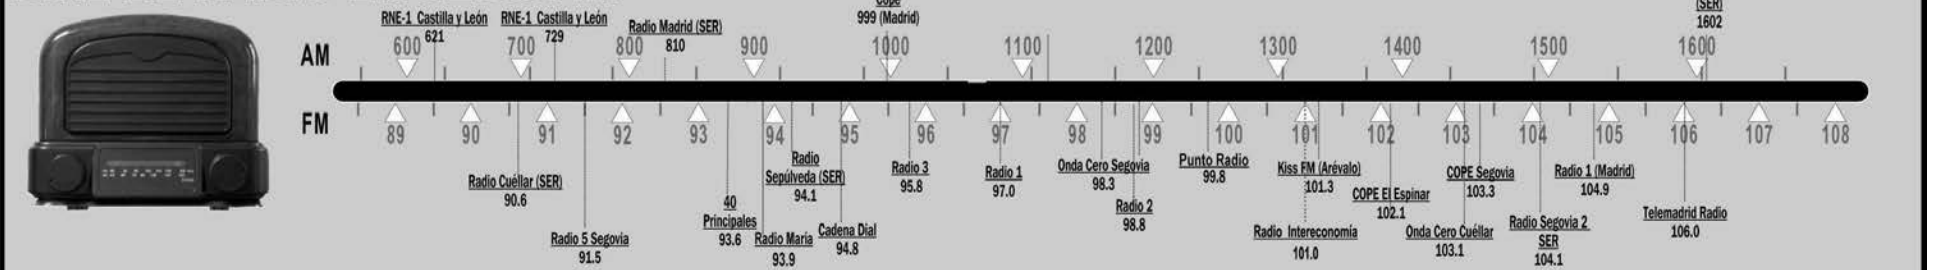 Cope
(SER)
RNE-1 Castilla y León
621
RNE-1 Castilla y León
729
Radio Madrid (SER)
810
999 (Madrid)
1602
AM
600 700 800 900 1000 1100 1200 1300 1400 1500 1600
FM
89 90 91 92 93 94 95 96 97 98 99 100 101 102 103 104 105 106 107 108
Radio Cuéllar (SER)
90.6
Radio 5 Segovia
91.5
40
Principales
93.6
Radio María
93.9
Radio
Sepúlveda (SER)
94.1
Cadena Dial
94.8
Radio 3
95.8
Radio 1
97.0
Onda Cero Segovia
98.3
Radio 2
98.8
Punto Radio
99.8
Kiss FM (Arévalo)
101.3
Radio Intereconomía
101.0
COPE El Espinar
102.1
Onda Cero Cuéllar
103.1
COPE Segovia
103.3
Radio Segovia 2
SER
104.1
Radio 1 (Madrid)
104.9
Telemadrid Radio
106.0